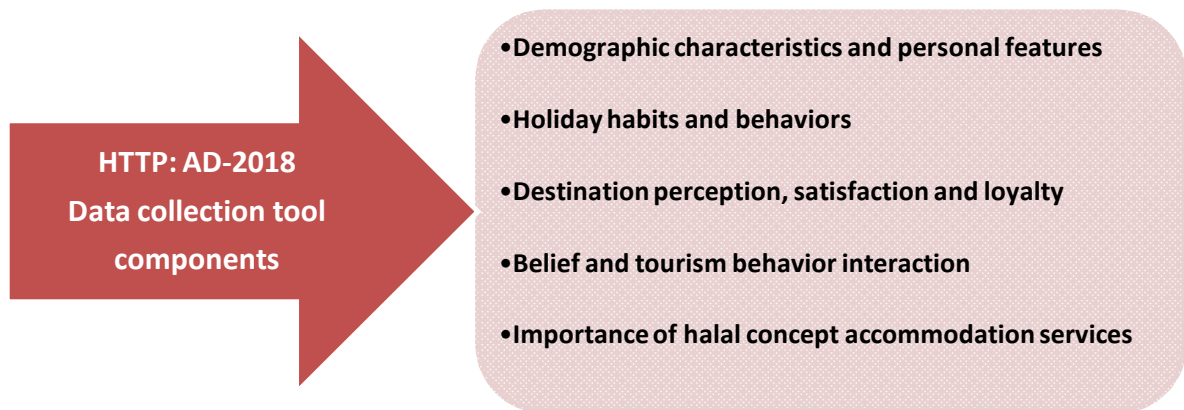 HTTP: AD-2018
Data collection tool
components
•Demographic characteristics and personal features
•Holiday habits and behaviors
•Destination perception, satisfaction and loyalty
•Belief and tourism behavior interaction
•Importance of halal concept accommodation services